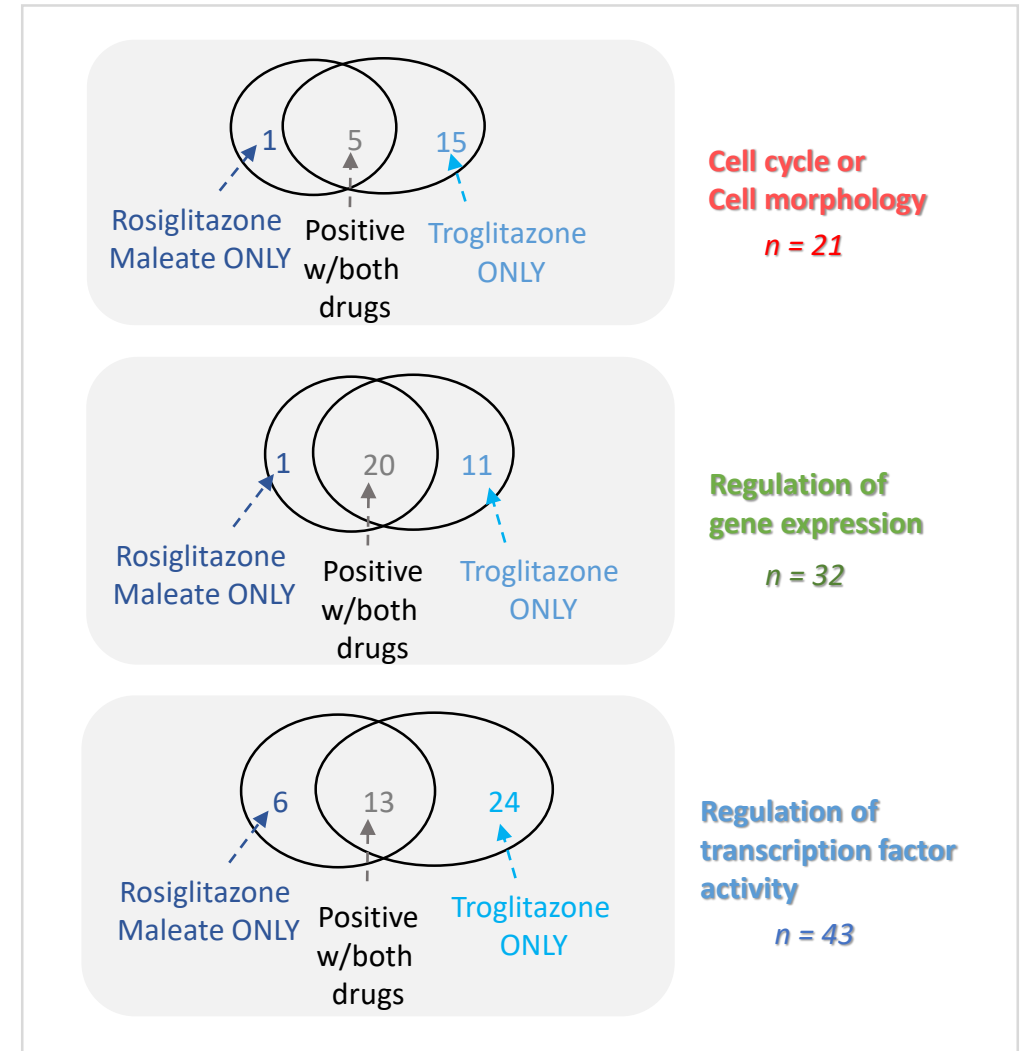 1 5 15
Rosiglitazone
Maleate ONLY
Positive
w/both
drugs
Troglitazone
ONLY
Cell cycle or
Cell morphology
n = 21
1 20 11
Rosiglitazone
Maleate ONLY
Positive
w/both
drugs
Troglitazone
ONLY
Regulation of
gene expression
n = 32
6 13 24
Rosiglitazone
Maleate ONLY
Positive
w/both
drugs
Troglitazone
ONLY
Regulation of
transcription factor
activity
n = 43